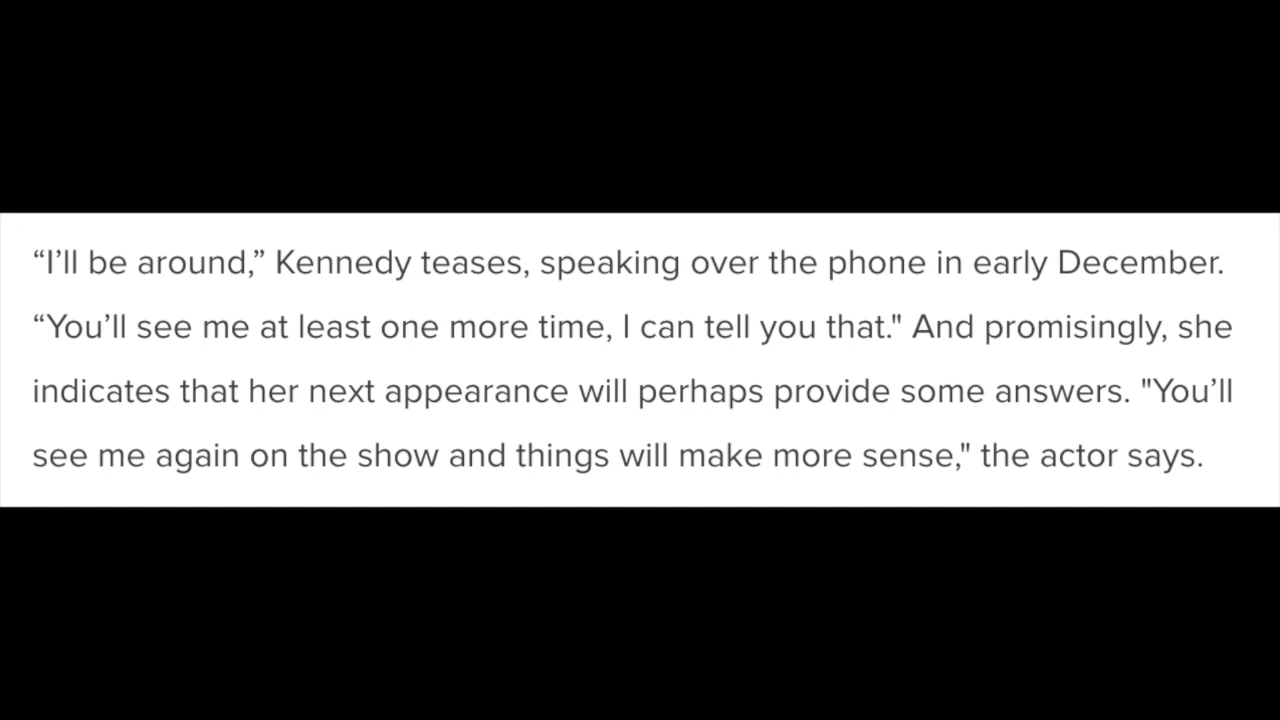 “I’ll be around,” Kennedy teases, speaking over the phone in early December.
“You’ll see me at least one more time, I can tell you that." And promisingly, she
indicates that her next appearance will perhaps provide some answers. "You’ll
see me again on the show and things will make more sense," the actor says.